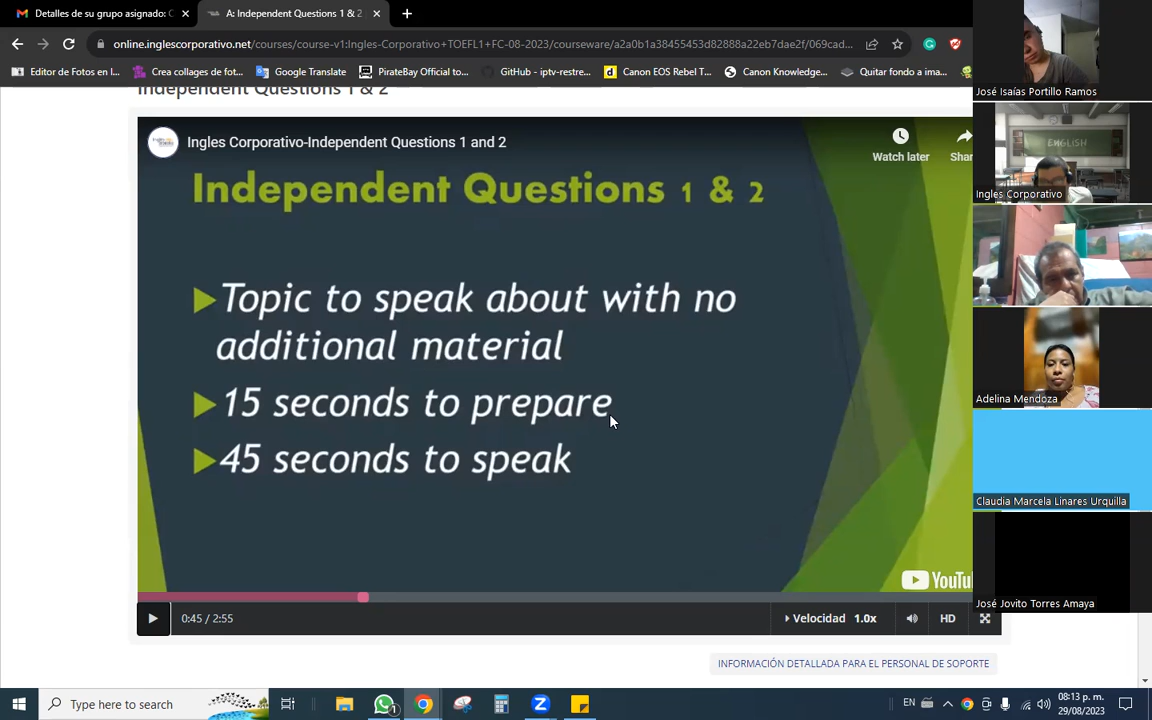 Detalles de su grupo asignado: C
A: Independent Questions 1 & 2
online.inglescorporativo.net/courses/course-v1:Ingles-Corporativo+TOEFL1+FC-08-2023/courseware/a2a0b1a38455453d82888a22eb7dae2f/069cad...
Editor de Fotos en l...
Crea collages de fot...
Google Translate
PirateBay Official to...
GitHub - iptv-restre...
Canon EOS Rebel T...
Canon Knowledge...
Quitar fondo a ima...
Independent Questions 1 & 2
Ingles Corporativo-Independent Questions 1 and 2
Watch later
Shar
Independent Questions 1 & 2
Topic to speak about with no
additional material
15 seconds to prepare
45 seconds to speak
YouTu
0:45 / 2:55
Velocidad 1.0x
HD
INFORMACIÓN DETALLADA PARA EL PERSONAL DE SOPORTE
José Isaías Portillo Ramos
ENGLISH
Ingles Corporativo
Adelina Mendoza
Claudia Marcela Linares Urquilla
José Jovito Torres Amaya
Type here to search
1
EN
08:13 p. m.
29/08/2023